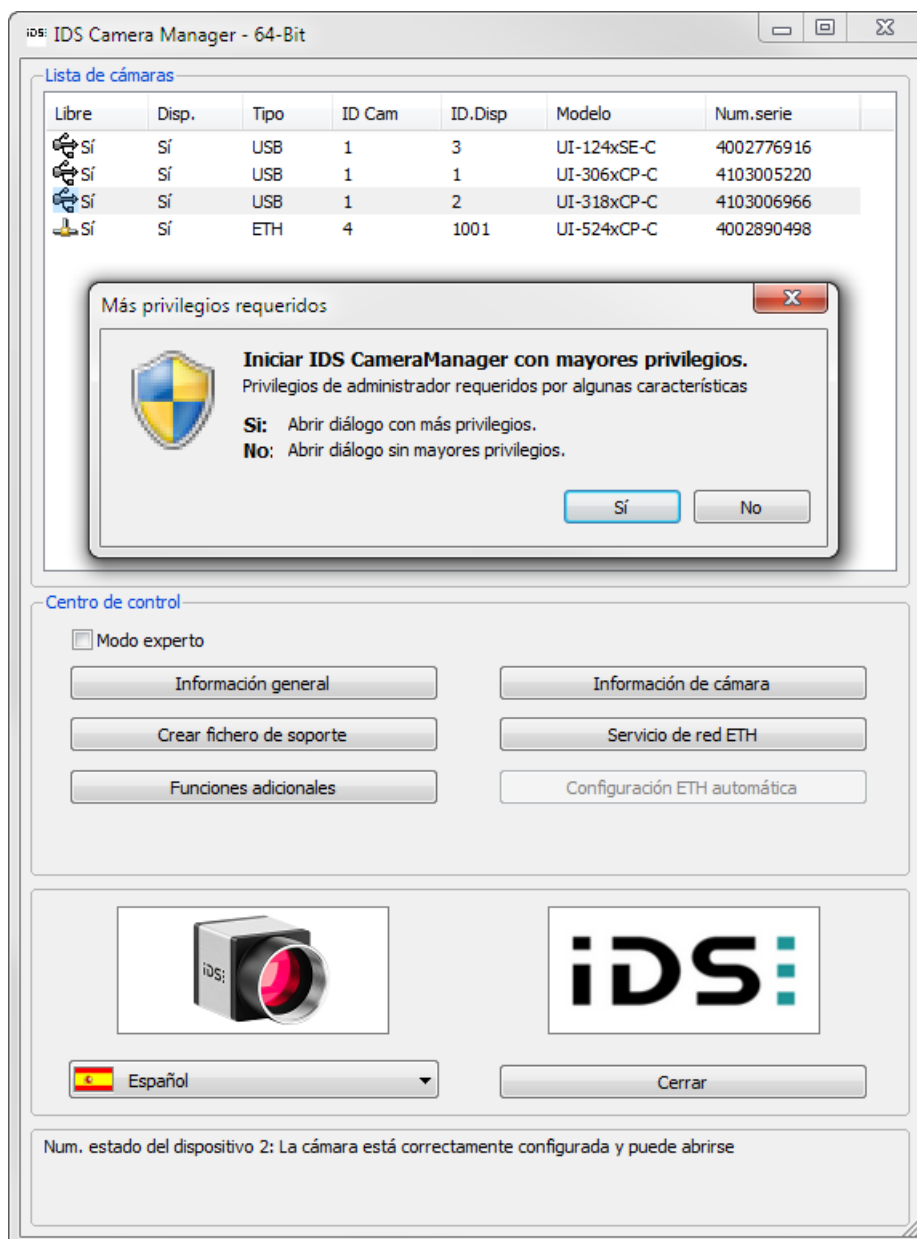 IDS Camera Manager - 64-Bit
Lista de cámaras
Libre Disp. Tipo ID Cam ID.Disp Modelo Num.serie
Sí Sí USB 1 3 UI-124xSE-C 4002776916
Sí Sí USB 1 1 UI-306xCP-C 4103005220
Sí Sí USB 1 2 UI-318xCP-C 4103006966
Sí Sí ETH 4 1001 UI-524xCP-C 4002890498
Más privilegios requeridos
Iniciar IDS CameraManager con mayores privilegios.
Privilegios de administrador requeridos por algunas características
Si: Abrir diálogo con más privilegios.
No: Abrir diálogo sin mayores privilegios.
Sí No
Centro de control
Modo experto
Información general Información de cámara
Crear fichero de soporte Servicio de red ETH
Funciones adicionales Configuración ETH automática
iDS: iDS:
Español Cerrar
Num. estado del dispositivo 2: La cámara está correctamente configurada y puede abrirse